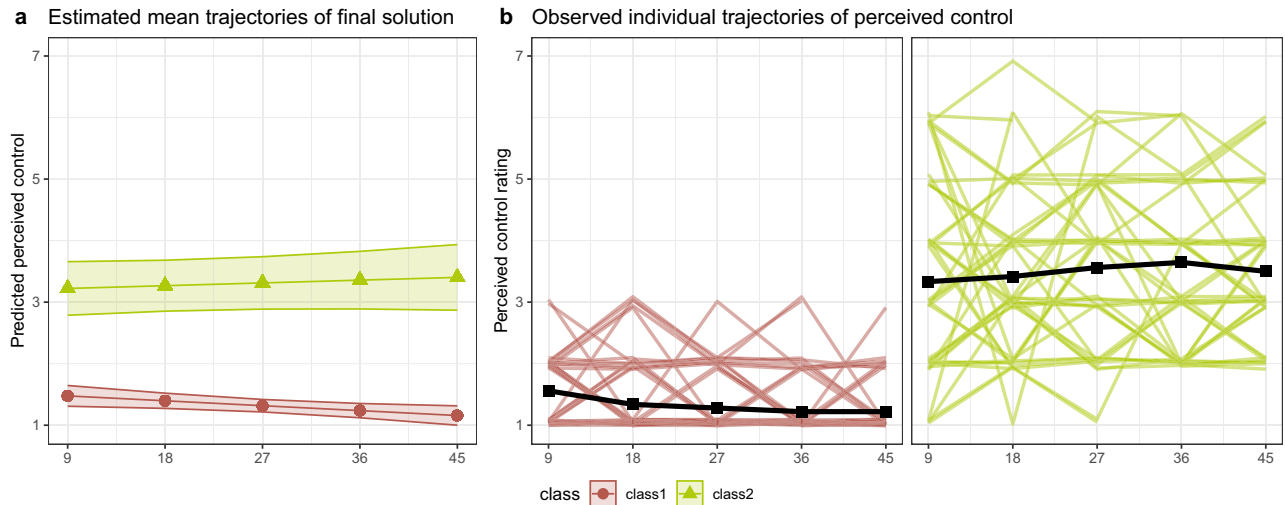 a Estimated mean trajectories of final solution
b Observed individual trajectories of perceived control
Predicted perceived control
7
5
3
1
9 18 27 36 45
Perceived control rating
7
5
3
1
9 18 27 36 45
9 18 27 36 45
class class1 class2